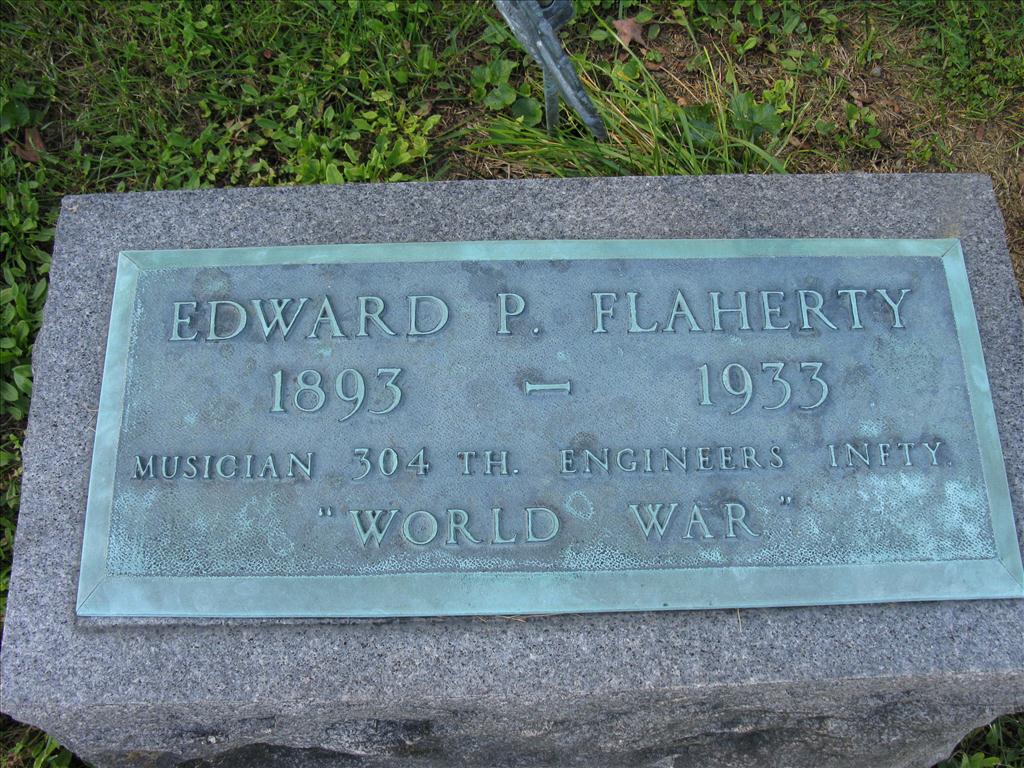 EDWARD P. FLAHERTY
1893 – 1933
MUSICIAN 304 TH. ENGINEERS INFTY.
"WORLD WAR"